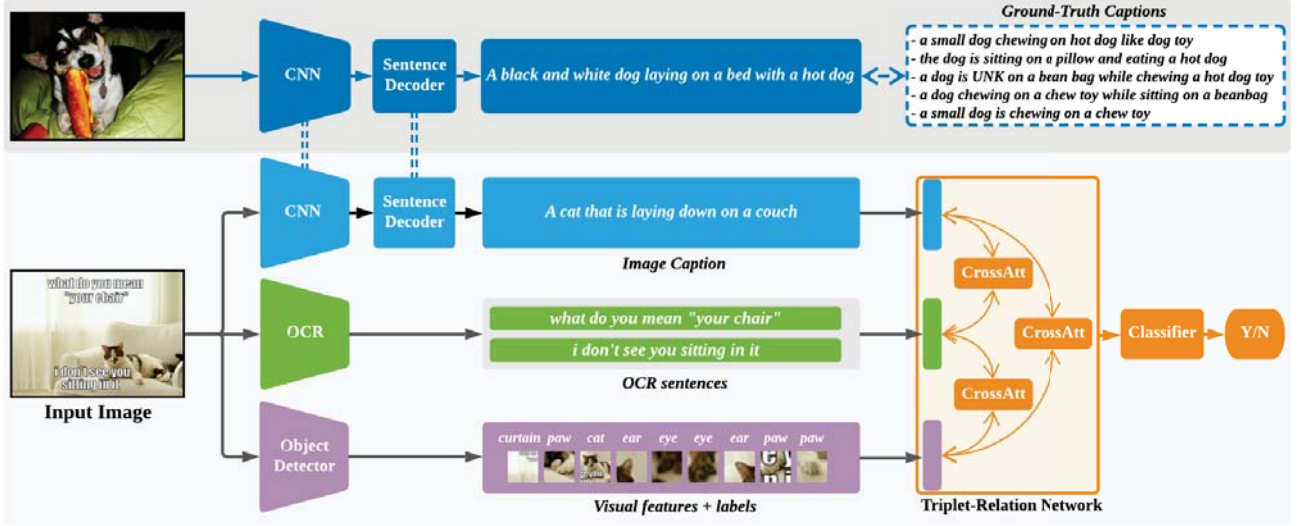 Ground-Truth Captions
CNN
Sentence
Decoder
A black and white dog laying on a bed with a hot dog
- a small dog chewing on hot dog like dog toy
- the dog is sitting on a pillow and eating a hot dog
- a dog is UNK on a bean bag while chewing a hot dog toy
- a dog chewing on a chew toy while sitting on a beanbag
- a small dog is chewing on a chew toy
CNN
Sentence
Decoder
A cat that is laying down on a couch
Image Caption
what do you mean
"your chair"
i don't see you
sitting in it
Input Image
OCR
what do you mean "your chair"
i don't see you sitting in it
OCR sentences
Object
Detector
curtain paw cat ear eye eye ear paw paw
Visual features + labels
CrossAtt
CrossAtt
CrossAtt
Triplet-Relation Network
Classifier
Y/N